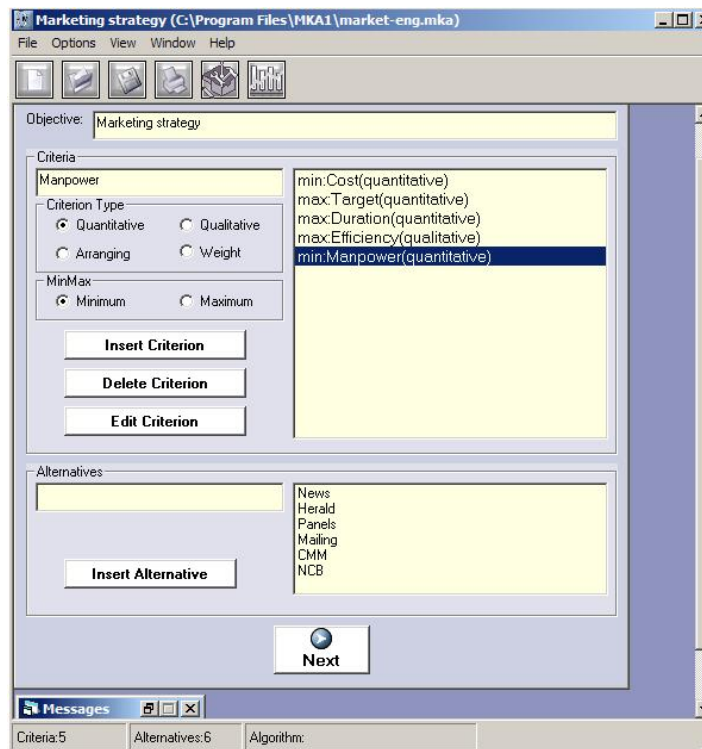 Marketing strategy (C:\Program Files\MKA1\market-eng.mka)
File Options View Window Help
Objective: Marketing strategy
Criteria
Manpower
Criterion Type
Quantitative Qualitative
Arranging Weight
MinMax
Minimum Maximum
Insert Criterion
Delete Criterion
Edit Criterion
min:Cost(quantitative)
max:Target(quantitative)
max:Duration(quantitative)
max:Efficiency(qualitative)
min:Manpower(quantitative)
Alternatives
Insert Alternative
News
Herald
Panels
Mailing
CMM
NCB
Next
Messages
Criteria:5 Alternatives:6 Algorithm: